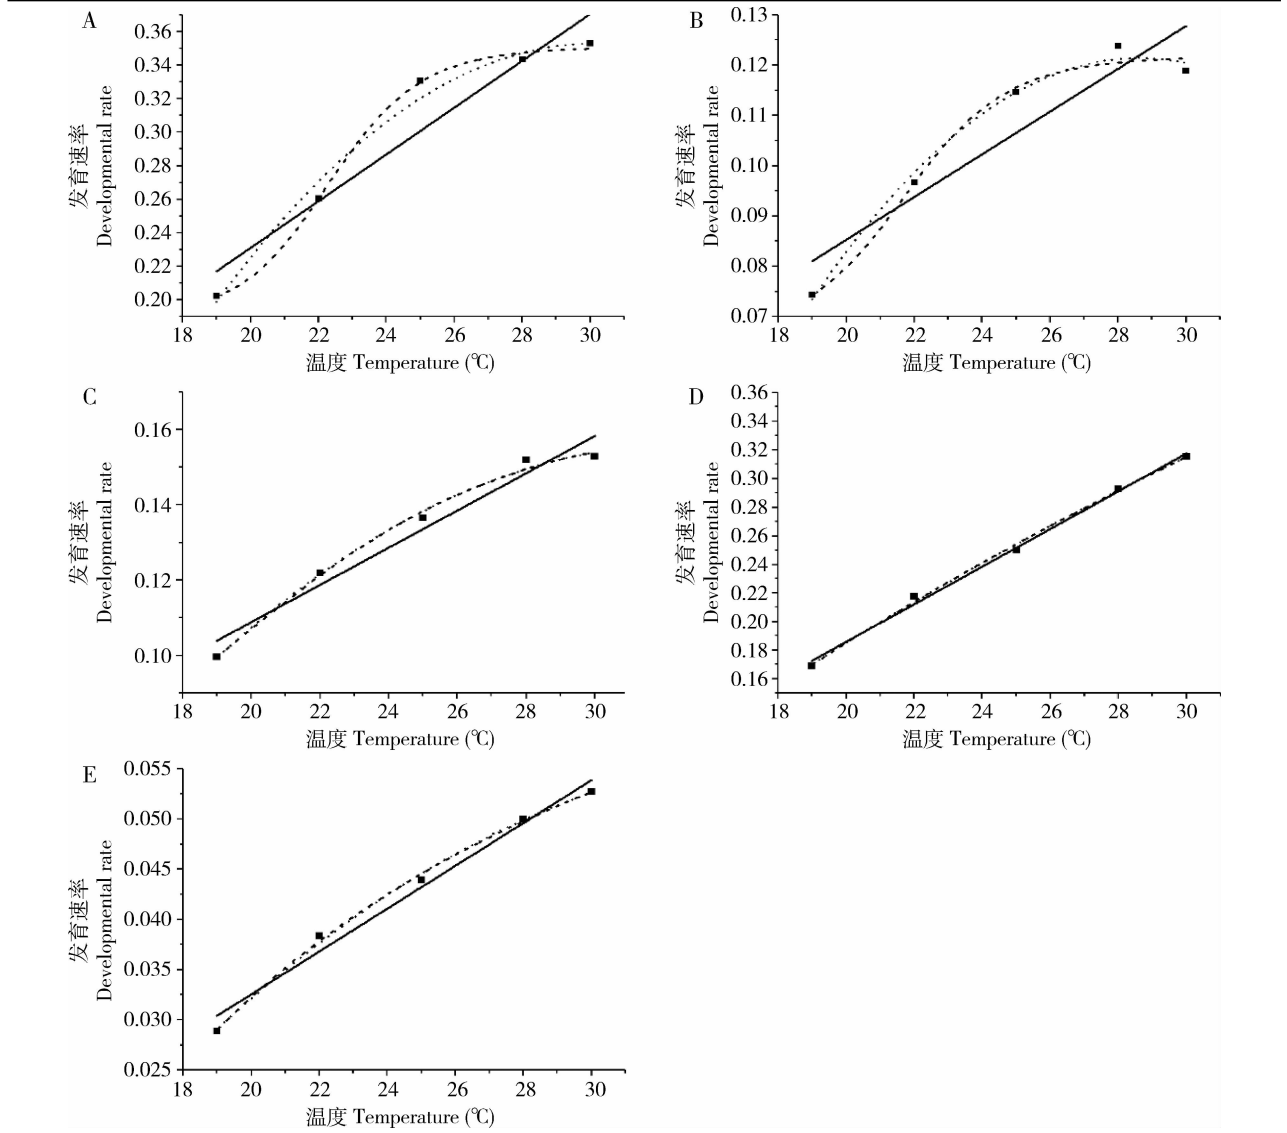 A
发育速率
Developmental rate
0.36
0.34
0.32
0.30
0.28
0.26
0.24
0.22
0.20
18 20 22 24 26 28 30
温度 Temperature (℃)
B
发育速率
Developmental rate
0.13
0.12
0.11
0.10
0.09
0.08
0.07
18 20 22 24 26 28 30
温度 Temperature (℃)
C
发育速率
Developmental rate
0.16
0.14
0.12
0.10
18 20 22 24 26 28 30
温度 Temperature (℃)
D
发育速率
Developmental rate
0.36
0.34
0.32
0.30
0.28
0.26
0.24
0.22
0.20
0.18
0.16
18 20 22 24 26 28 30
温度 Temperature (℃)
E
发育速率
Developmental rate
0.055
0.050
0.045
0.040
0.035
0.030
0.025
18 20 22 24 26 28 30
温度 Temperature (℃)